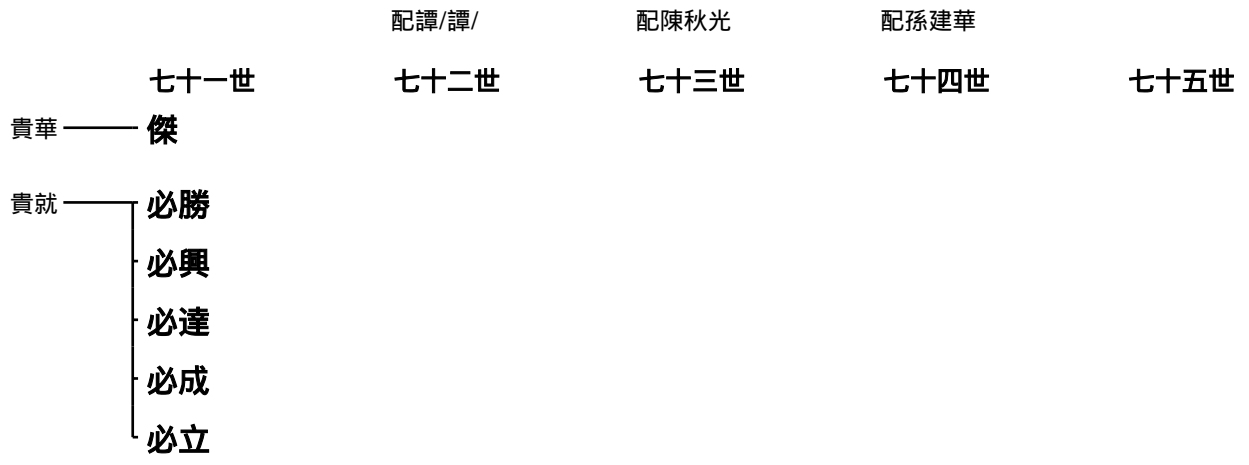 配譚/譚/ 配陳秋光 配孫建華
七十一世 七十二世 七十三世 七十四世 七十五世
貴華 傑
貴就 必勝
必興
必達
必成
必立